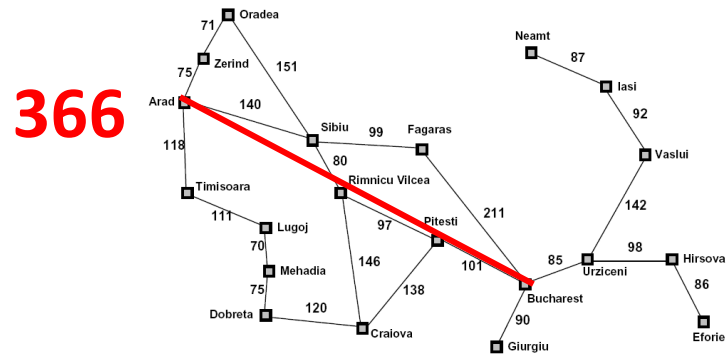 71
Oradea
Neamt
87
Zerind
75
151
Iasi
366
Arad
140
92
Sibiu
99
Fagaras
118
80
Vaslui
Rimnicu Vilcea
Timisoara
111
Lugoj
97
Pitesti
211
142
70
146
101
85
98
Hirsova
Mehadia
Urziceni
75
138
86
Bucharest
Dobreta
120
90
Craiova
Eforie
Giurgiu